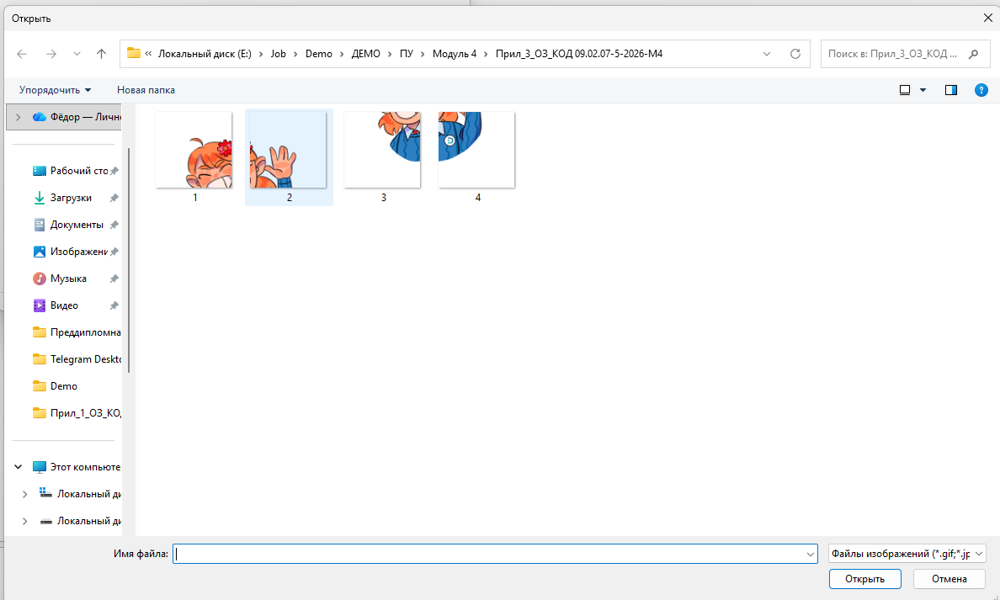 Открыть
« Локальный диск (E:) › Job › Demo › ДЕМО › ПУ › Модуль 4 › Прил_3_ОЗ_КОД 09.02.07-5-2026-М4
Поиск в: Прил_3_ОЗ_КОД ...
Упорядочить
Новая папка
Фёдор — Личн
Рабочий сто
Загрузки
Документы
Изображени
Музыка
Видео
Преддипломна
Telegram Deskto
Demo
Прил_1_ОЗ_КОД
Этот компьюте
Локальный ди
Локальный ди
1
2
3
4
Имя файла:
Файлы изображений (*.gif;*.jp
Открыть
Отмена